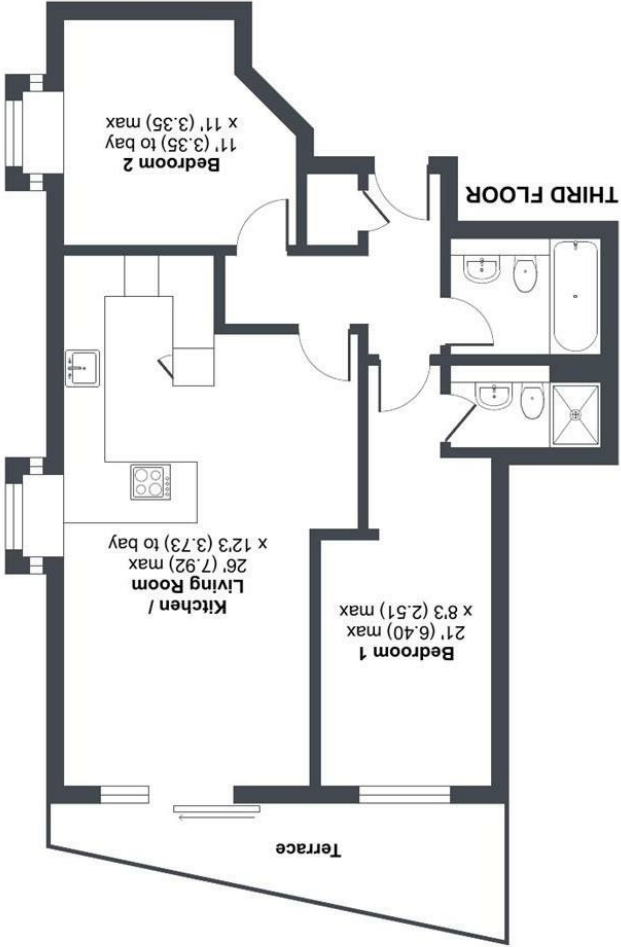 Terrace
Bedroom 1
21' (6.40) max
x 8'3 (2.51) max
Kitchen /
Living Room
26' (7.92) max
x 12'3 (3.73) to bay
THIRD FLOOR
Bedroom 2
11' (3.35) to bay
x 11' (3.35) max